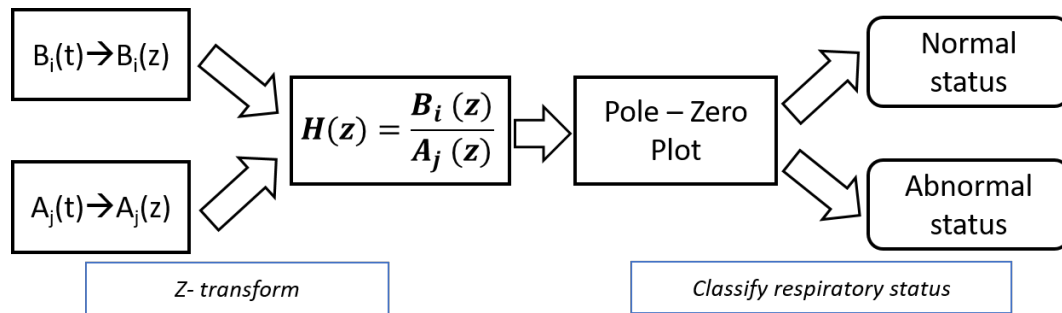 Bᵢ(t)→Bᵢ(z)
Aⱼ(t)→Aⱼ(z)
H(z) = Bᵢ (z) / Aⱼ (z)
Pole – Zero
Plot
Normal
status
Abnormal
status
Z- transform
Classify respiratory status